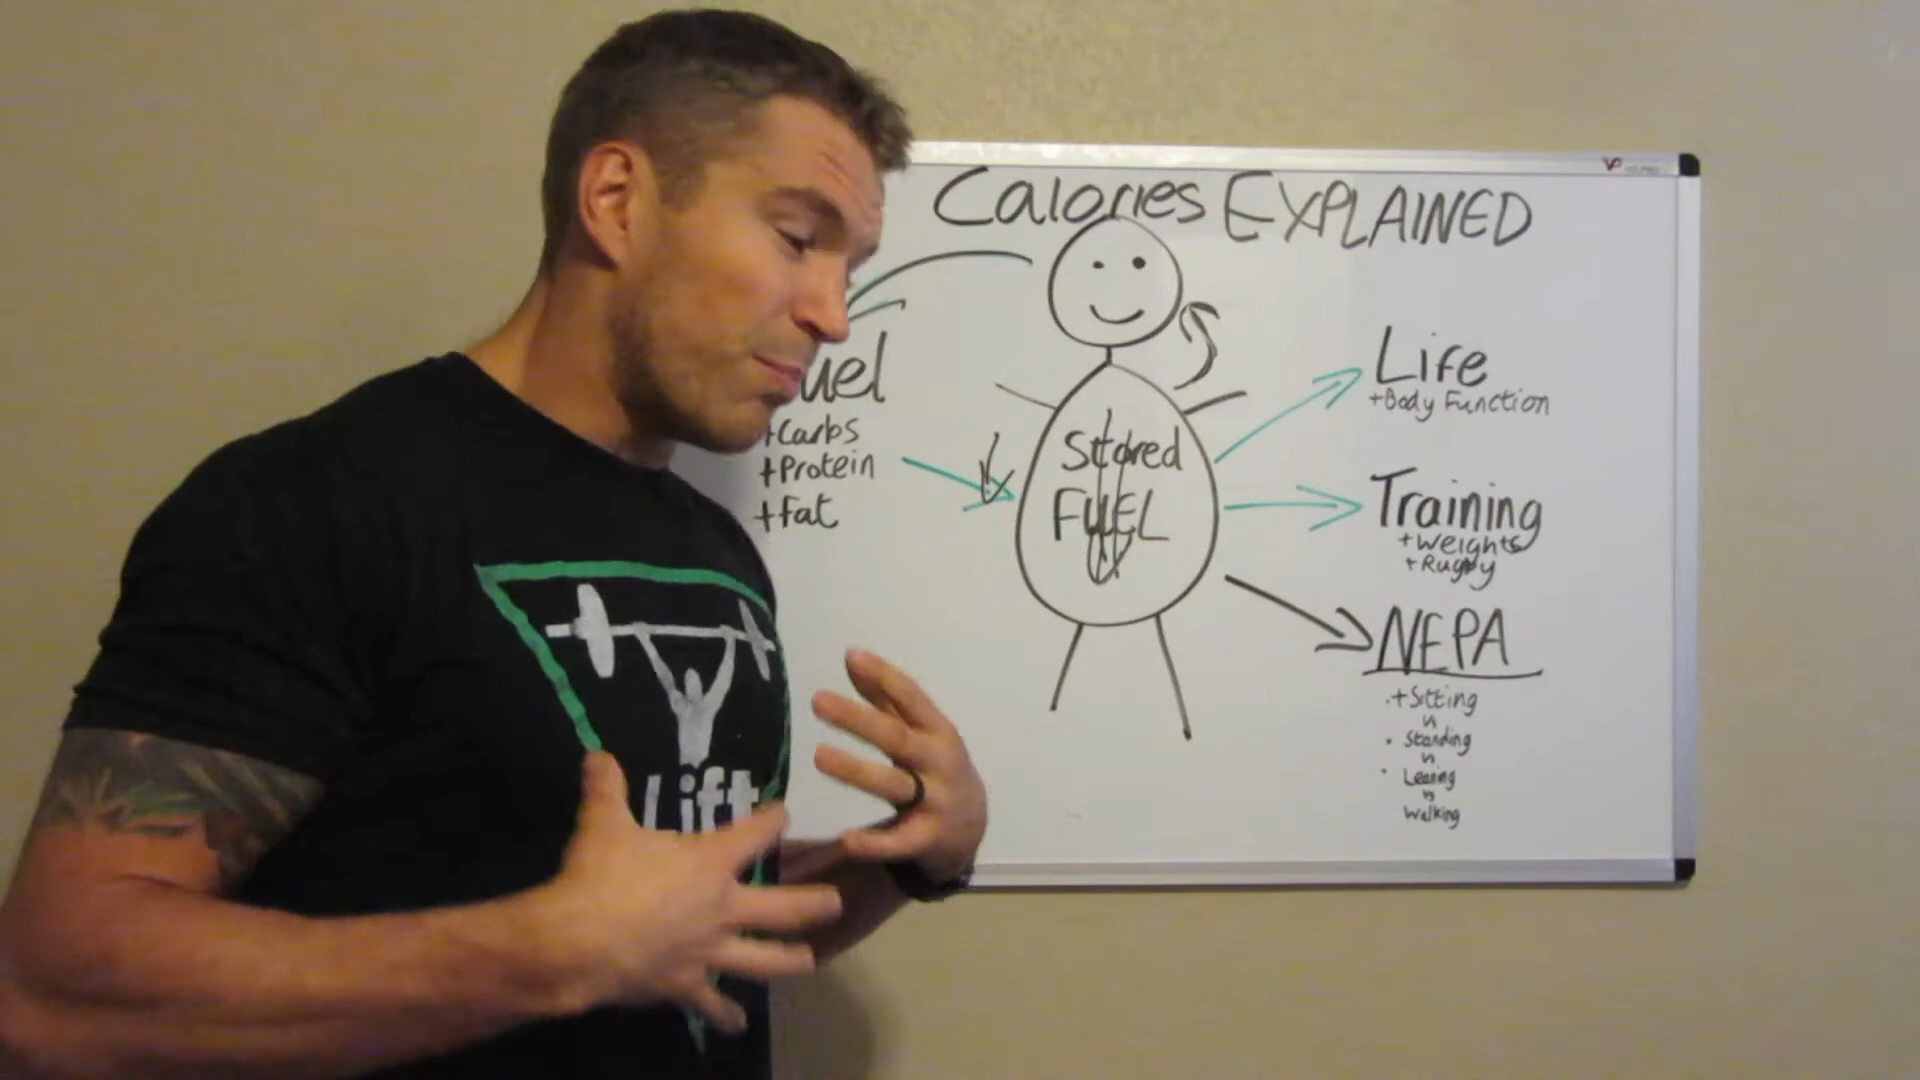 Calories EXPLAINED
uel
+Carbs
+Protein
+Fat
Stored
FUEL
Life
+Body Function
Training
+Weights
+Rugby
NEPA
+Sitting
vs
Standing
vs
Leaning
vs
Walking
Lift